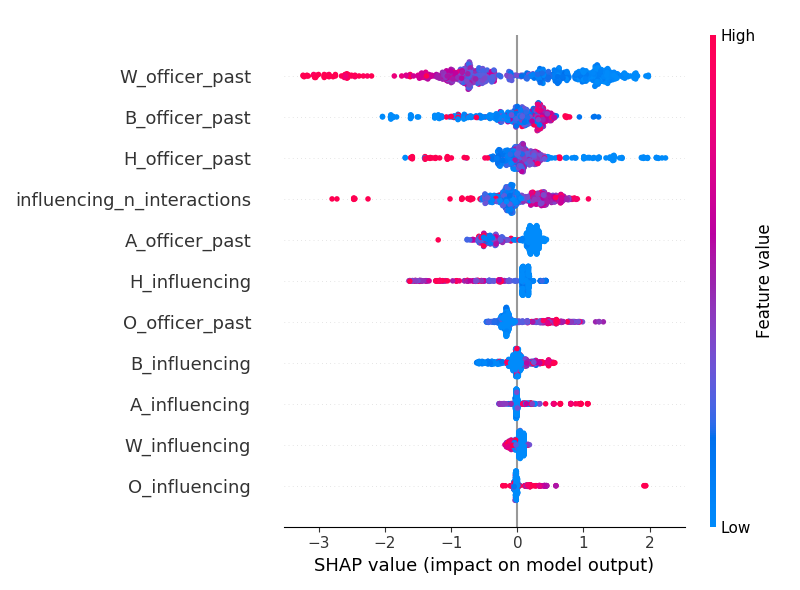 High
W_officer_past
B_officer_past
H_officer_past
influencing_n_interactions
A_officer_past
H_influencing
O_officer_past
B_influencing
A_influencing
W_influencing
O_influencing
Feature value
Low
−3 −2 −1 0 1 2
SHAP value (impact on model output)